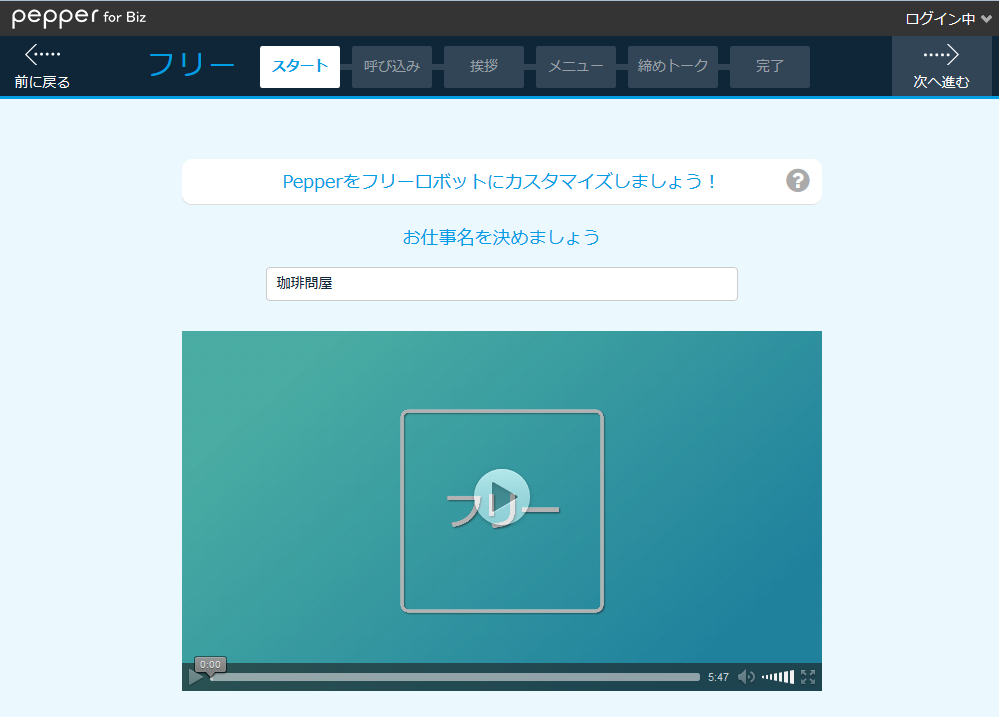 pepper for Biz
ログイン中
前に戻る
フリー
スタート
呼び込み
挨拶
メニュー
締めトーク
完了
次へ進む
Pepperをフリーロボットにカスタマイズしましょう！
?
お仕事名を決めましょう
珈琲問屋
フリー
0:00
5:47